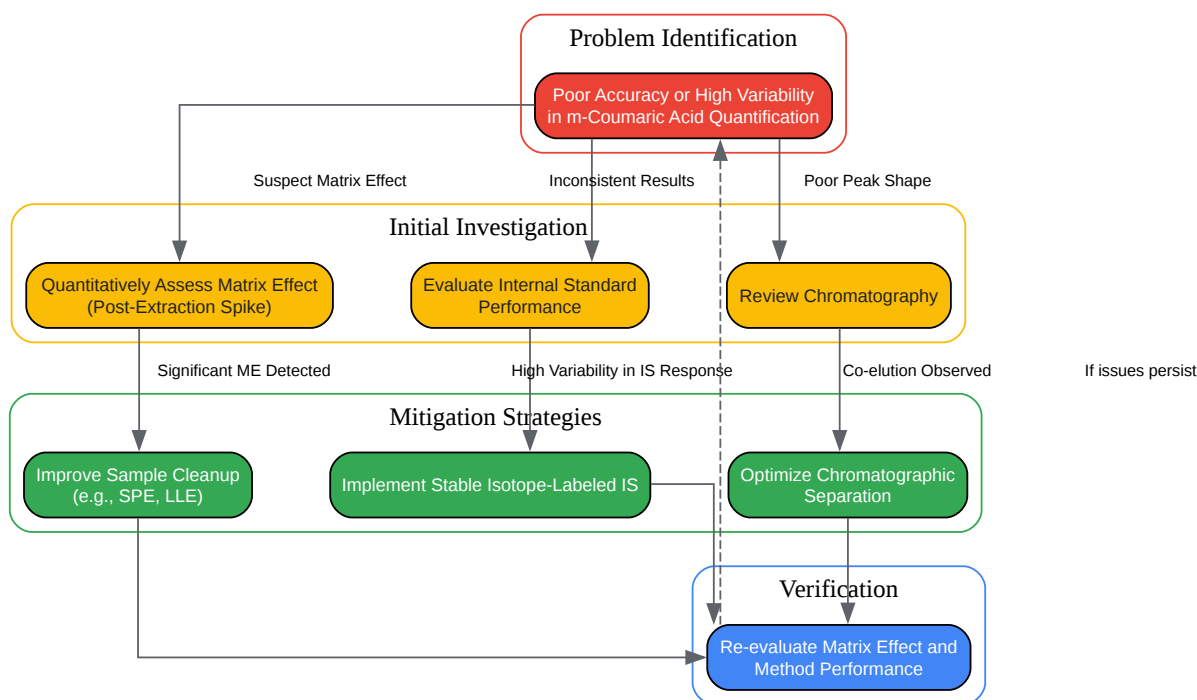 Problem Identification
Poor Accuracy or High Variability
in m-Coumaric Acid Quantification
Suspect Matrix Effect
Inconsistent Results
Poor Peak Shape
Initial Investigation
Quantitatively Assess Matrix Effect
(Post-Extraction Spike)
Evaluate Internal Standard
Performance
Review Chromatography
Significant ME Detected
High Variability in IS Response
Co-elution Observed
If issues persist
Mitigation Strategies
Improve Sample Cleanup
(e.g., SPE, LLE)
Implement Stable Isotope-Labeled IS
Optimize Chromatographic
Separation
Verification
Re-evaluate Matrix Effect and
Method Performance